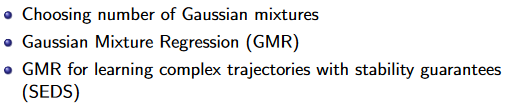 Choosing number of Gaussian mixtures
Gaussian Mixture Regression (GMR)
GMR for learning complex trajectories with stability guarantees
(SEDS)